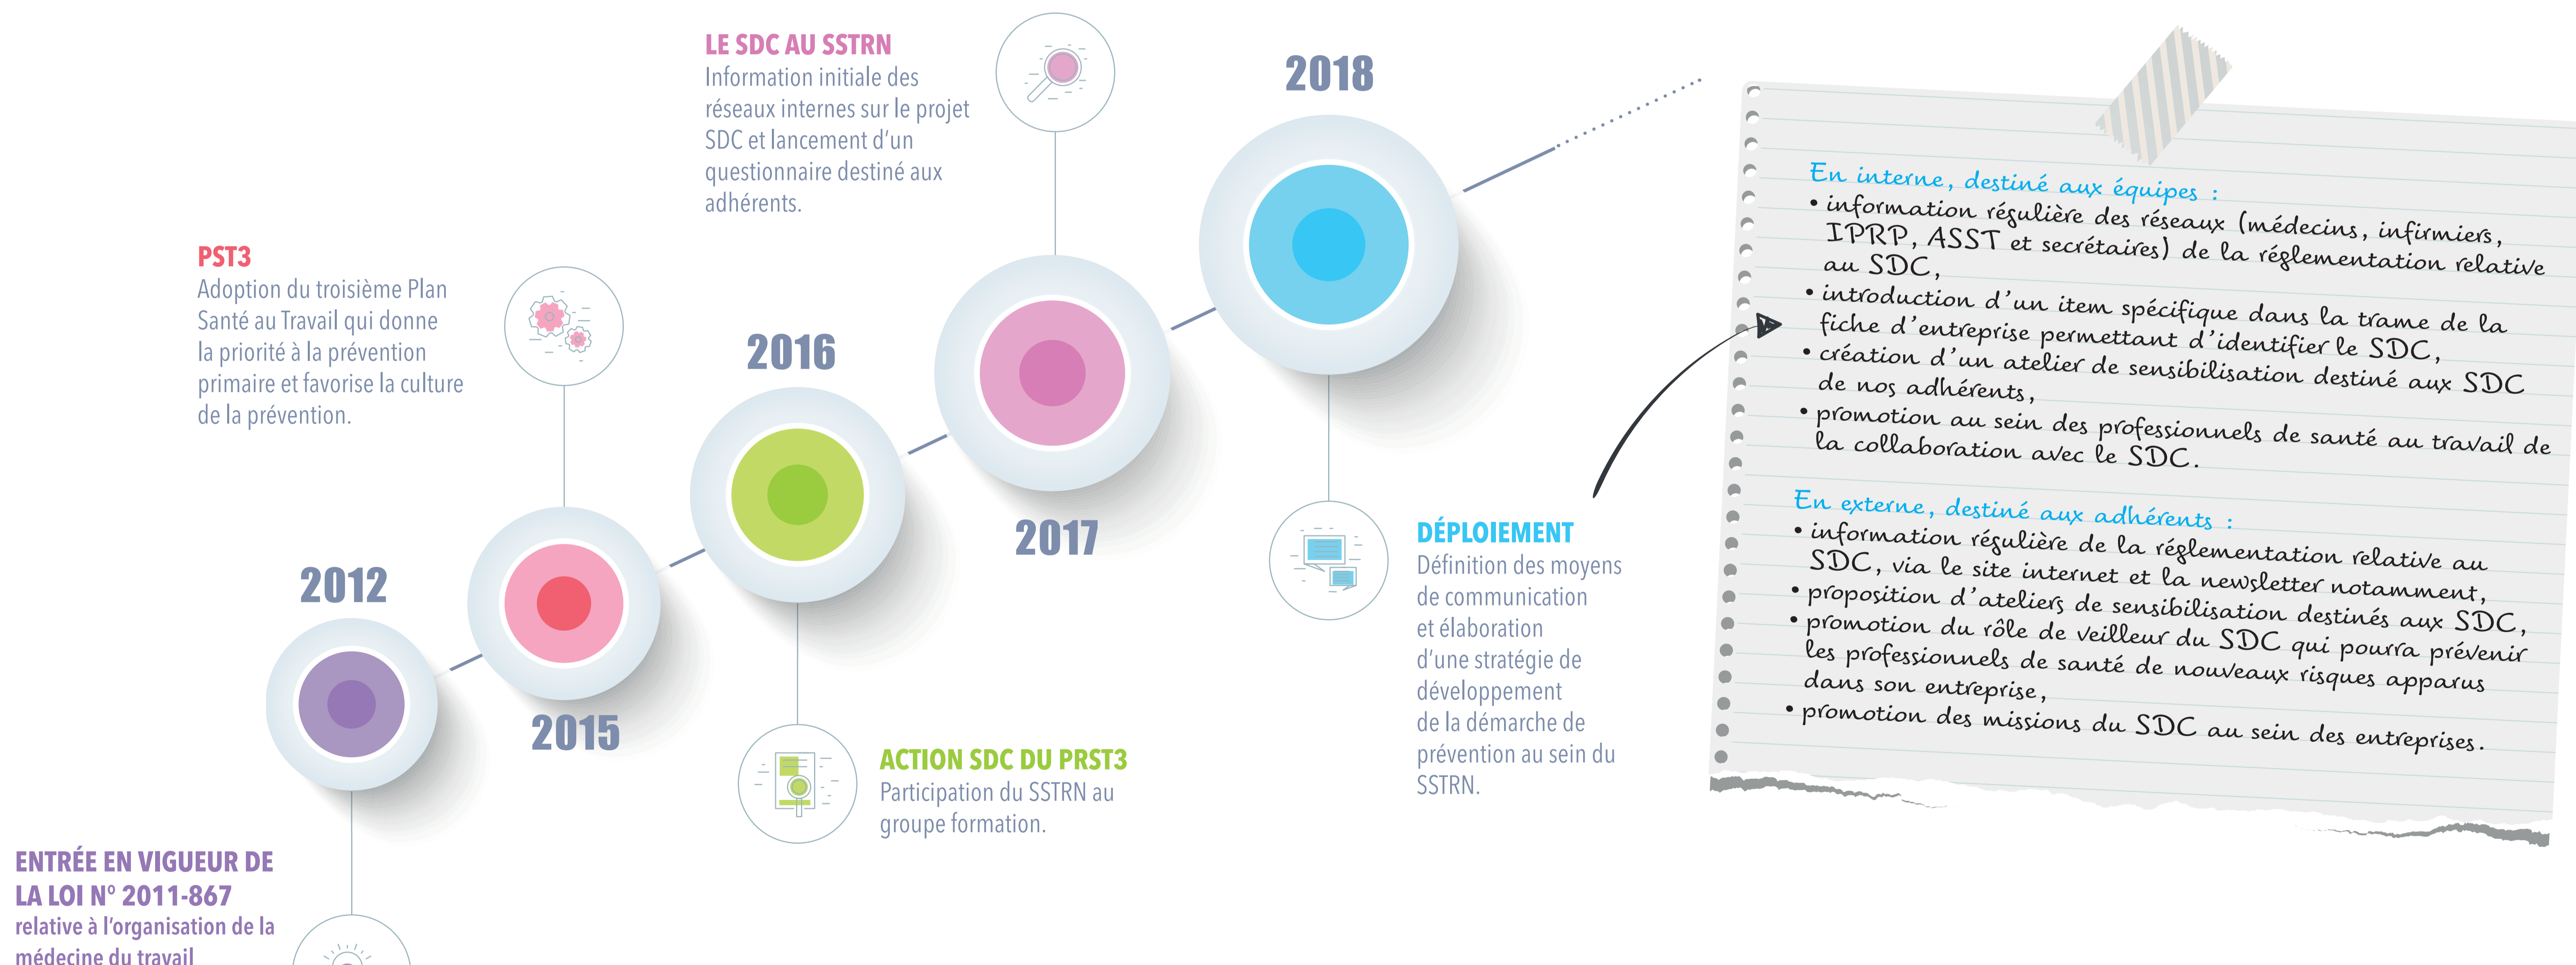 2012
ENTRÉE EN VIGUEUR DE
LA LOI Nº 2011-867
relative à l'organisation de la
médecine du travail
PST3
Adoption du troisième Plan
Santé au Travail qui donne
la priorité à la prévention
primaire et favorise la culture
de la prévention.
2015
2016
ACTION SDC DU PRST3
Participation du SSTRN au
groupe formation.
LE SDC AU SSTRN
Information initiale des
réseaux internes sur le projet
SDC et lancement d'un
questionnaire destiné aux
adhérents.
2017
2018
DÉPLOIEMENT
Définition des moyens
de communication
et élaboration
d'une stratégie de
développement
de la démarche de
prévention au sein du
SSTRN.
En interne, destiné aux équipes :
• information régulière des réseaux (médecins, infirmiers,
IPRP, ASST et secrétaires) de la réglementation relative
au SDC,
• introduction d'un item spécifique dans la trame de la
fiche d'entreprise permettant d'identifier le SDC,
• création d'un atelier de sensibilisation destiné aux SDC
de nos adhérents,
• promotion au sein des professionnels de santé au travail de
la collaboration avec le SDC.
En externe, destiné aux adhérents :
• information régulière de la réglementation relative au
SDC, via le site internet et la newsletter notamment,
• proposition d'ateliers de sensibilisation destinés aux SDC,
• promotion du rôle de veilleur du SDC qui pourra prévenir
les professionnels de santé de nouveaux risques apparus
dans son entreprise,
• promotion des missions du SDC au sein des entreprises.